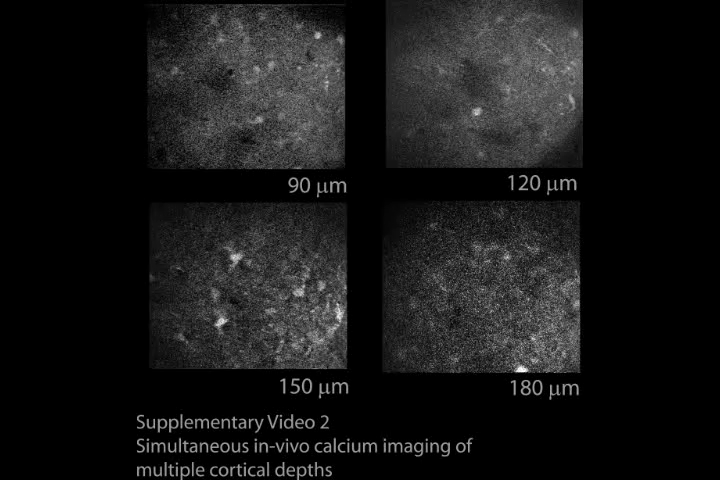 90 μm
120 μm
150 μm
180 μm
Supplementary Video 2
Simultaneous in-vivo calcium imaging of
multiple cortical depths